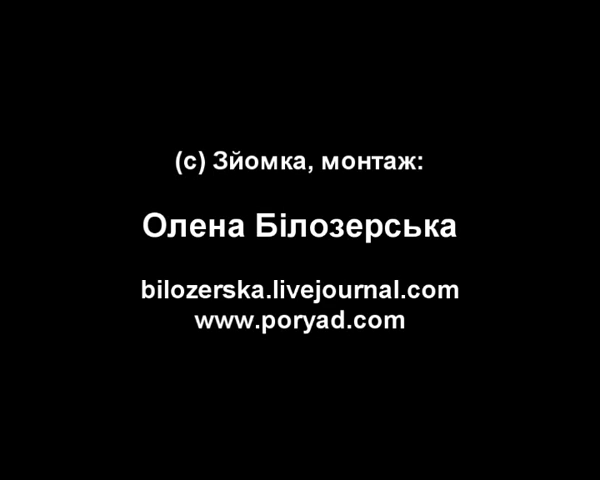 (с) Зйомка, монтаж:
Олена Білозерська
bilozerska.livejournal.com
www.poryad.com